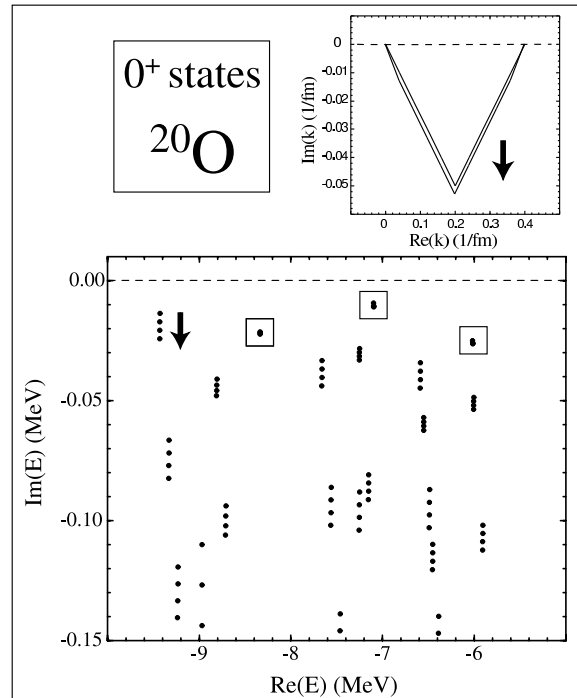 0⁺ states
²⁰O
Im(k) (1/fm)
0
-0.01
-0.02
-0.03
-0.04
-0.05
0 0.1 0.2 0.3 0.4
Re(k) (1/fm)
Im(E) (MeV)
0.00
-0.05
-0.10
-0.15
-9 -8 -7 -6
Re(E) (MeV)